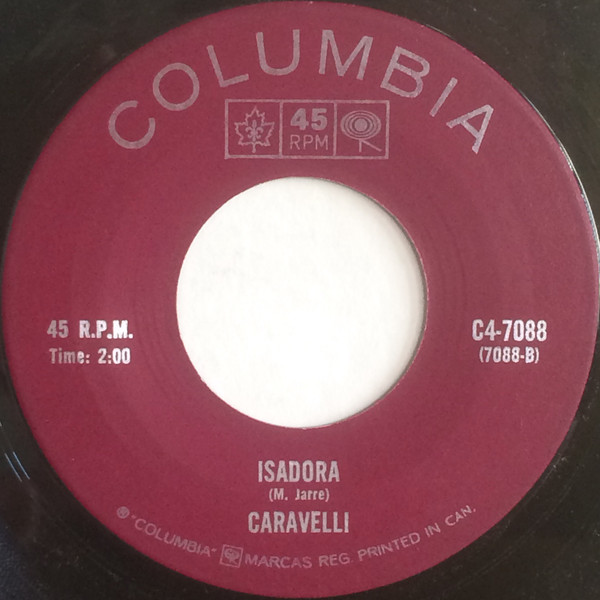 COLUMBIA
45
RPM
45 R.P.M.
Time: 2:00
C4-7088
(7088-B)
ISADORA
(M. Jarre)
CARAVELLI
® "COLUMBIA" MARCAS REG. PRINTED IN CAN.